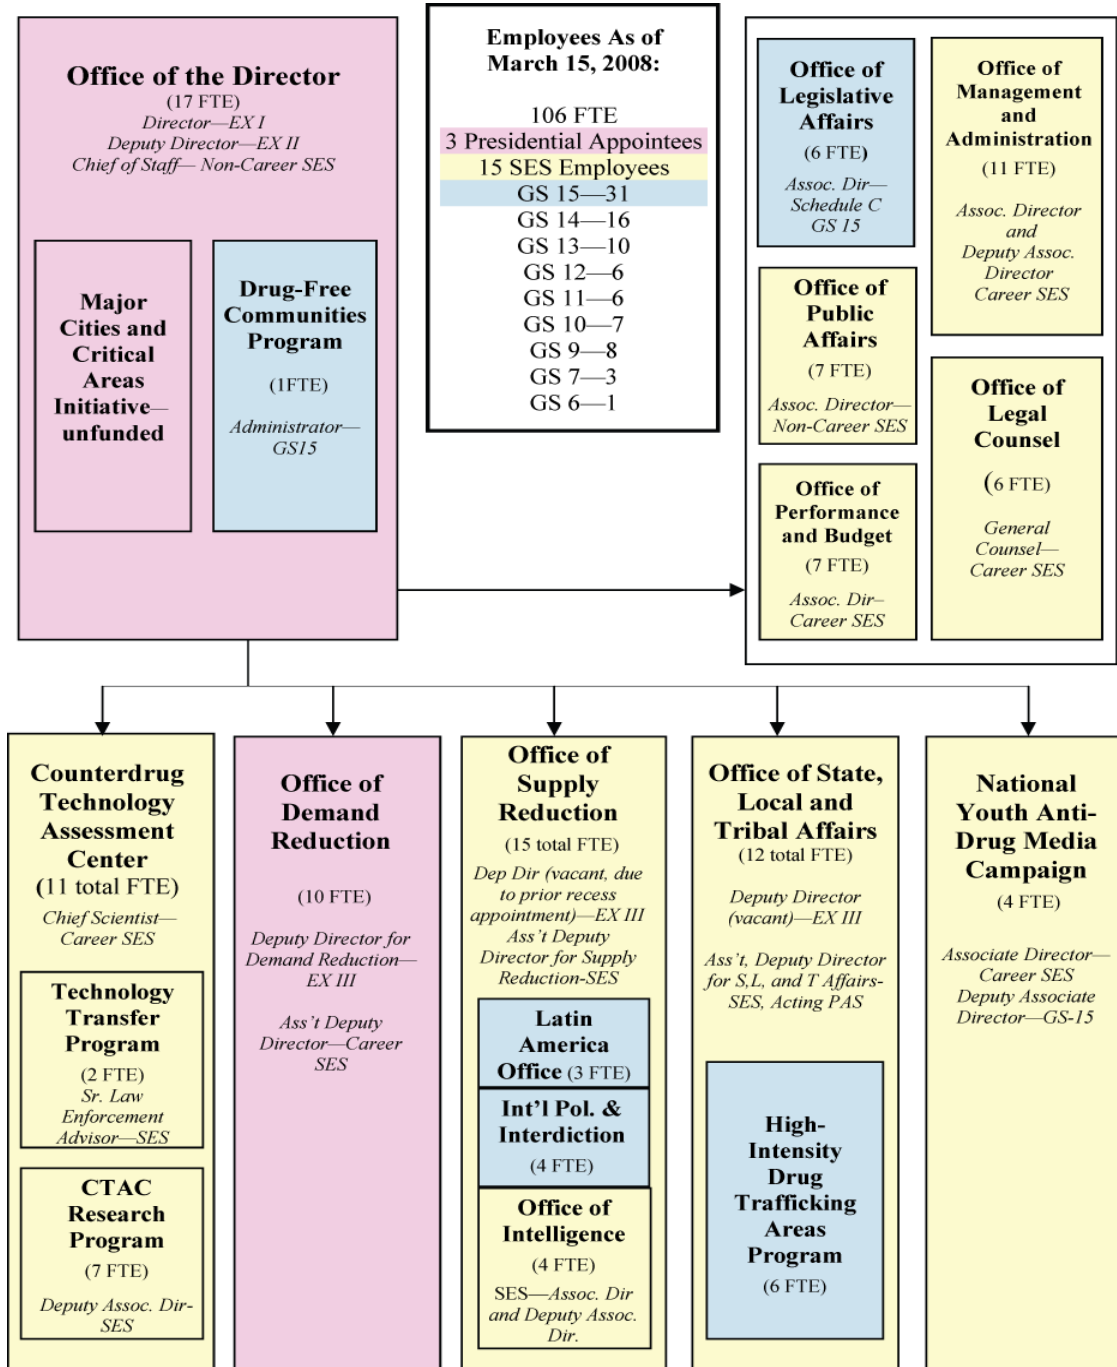 Office of the Director
(17 FTE)
Director—EX I
Deputy Director—EX II
Chief of Staff— Non-Career SES
Major
Cities and
Critical
Areas
Initiative—
unfunded
Drug-Free
Communities
Program
(1FTE)
Administrator—
GS15
Employees As of
March 15, 2008:
106 FTE
3 Presidential Appointees
15 SES Employees
GS 15—31
GS 14—16
GS 13—10
GS 12—6
GS 11—6
GS 10—7
GS 9—8
GS 7—3
GS 6—1
Office of
Legislative
Affairs
(6 FTE)
Assoc. Dir—
Schedule C
GS 15
Office of
Public
Affairs
(7 FTE)
Assoc. Director—
Non-Career SES
Office of
Performance
and Budget
(7 FTE)
Assoc. Dir–
Career SES
Office of
Management
and
Administration
(11 FTE)
Assoc. Director
and
Deputy Assoc.
Director
Career SES
Office of
Legal
Counsel
(6 FTE)
General
Counsel—
Career SES
Counterdrug
Technology
Assessment
Center
(11 total FTE)
Chief Scientist—
Career SES
Technology
Transfer
Program
(2 FTE)
Sr. Law
Enforcement
Advisor—SES
CTAC
Research
Program
(7 FTE)
Deputy Assoc. Dir-
SES
Office of
Demand
Reduction
(10 FTE)
Deputy Director for
Demand Reduction—
EX III
Ass’t Deputy
Director—Career
SES
Office of
Supply
Reduction
(15 total FTE)
Dep Dir (vacant, due
to prior recess
appointment)—EX III
Ass’t Deputy
Director for Supply
Reduction-SES
Latin
America
Office (3 FTE)
Int’l Pol. &
Interdiction
(4 FTE)
Office of
Intelligence
(4 FTE)
SES—Assoc. Dir
and Deputy Assoc.
Dir.
Office of State,
Local and
Tribal Affairs
(12 total FTE)
Deputy Director
(vacant)—EX III
Ass’t, Deputy Director
for S,L, and T Affairs-
SES, Acting PAS
High-
Intensity
Drug
Trafficking
Areas
Program
(6 FTE)
National
Youth Anti-
Drug Media
Campaign
(4 FTE)
Associate Director—
Career SES
Deputy Associate
Director—GS-15